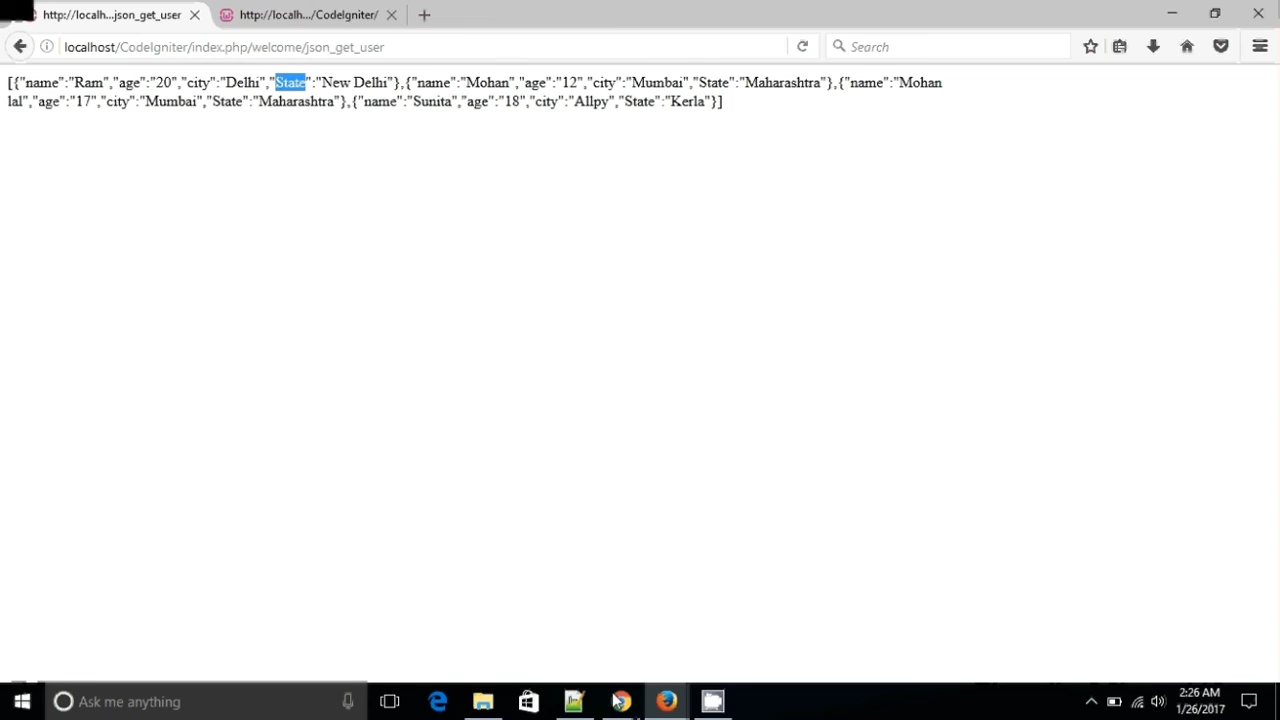 http://localh...json_get_user
http://localh.../CodeIgniter/
localhost/CodeIgniter/index.php/welcome/json_get_user
Search
[{"name":"Ram","age":"20","city":"Delhi","State":"New Delhi"},{"name":"Mohan","age":"12","city":"Mumbai","State":"Maharashtra"},{"name":"Mohan
lal","age":"17","city":"Mumbai","State":"Maharashtra"},{"name":"Sunita","age":"18","city":"Allpy","State":"Kerla"}]
Ask me anything
2:26 AM
1/26/2017